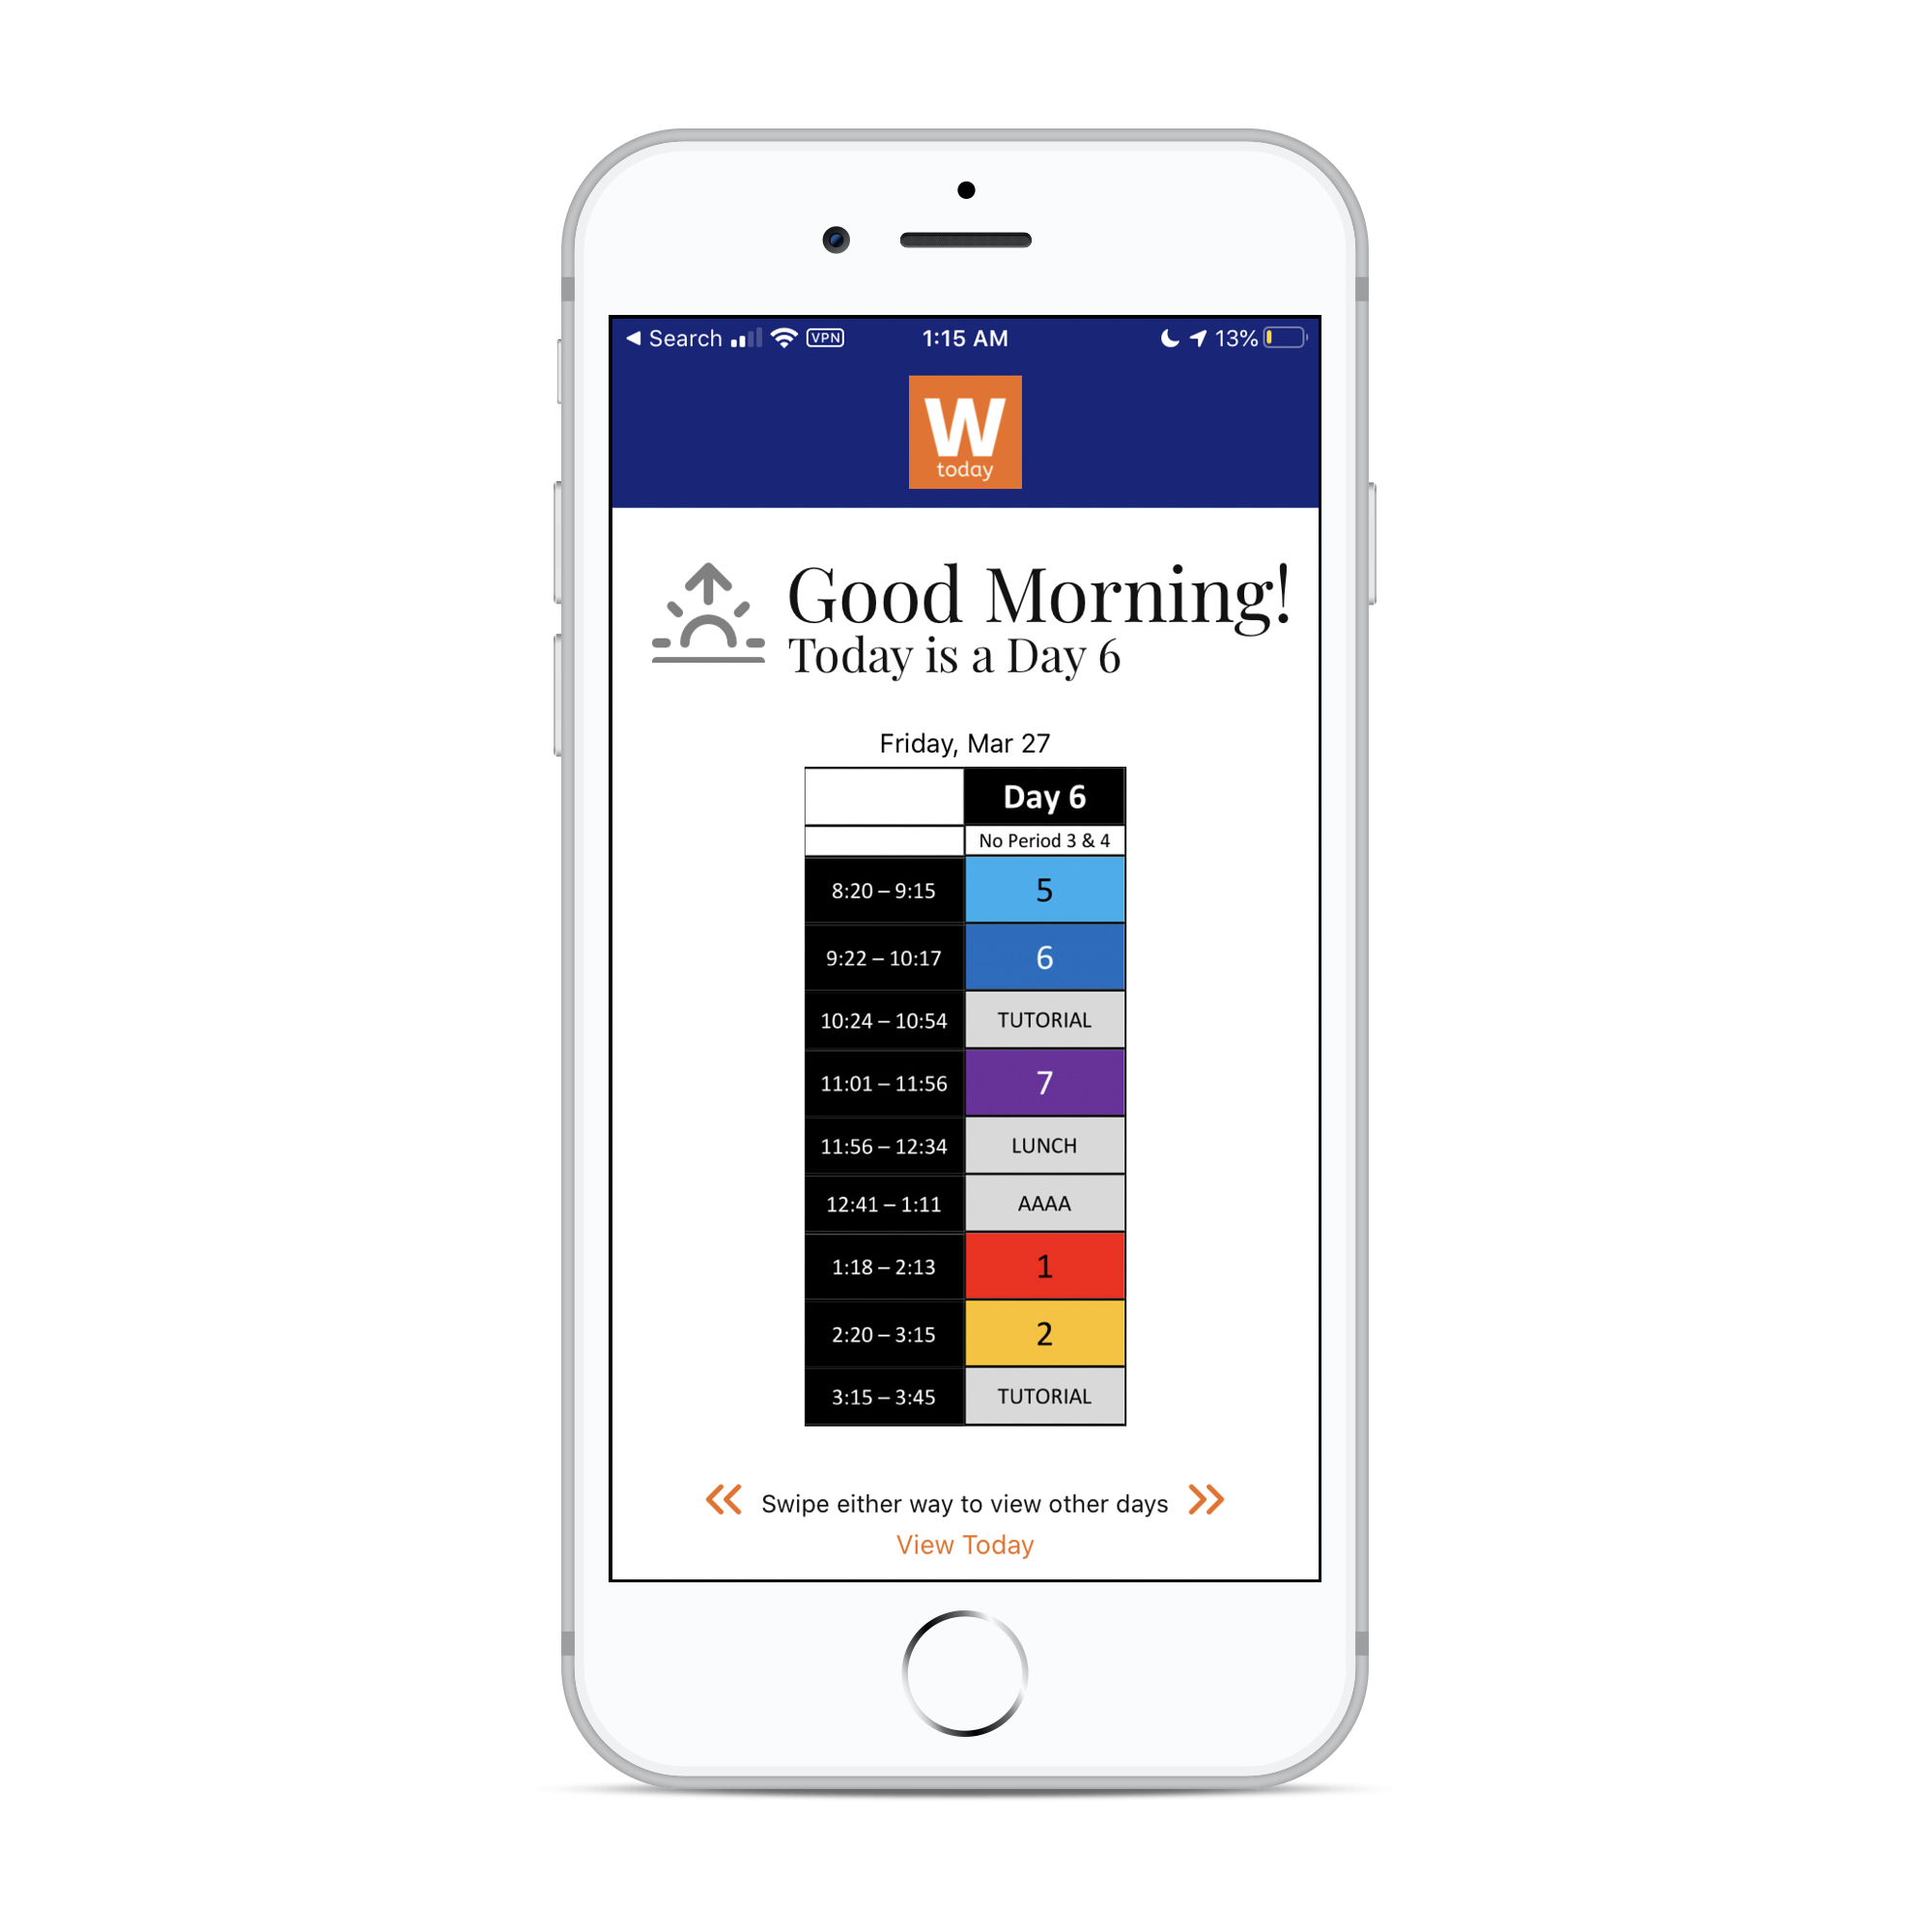 Search VPN 1:15 AM 13%
W
today
Good Morning!
Today is a Day 6
Friday, Mar 27
Day 6
No Period 3 & 4
8:20 – 9:15 5
9:22 – 10:17 6
10:24 – 10:54 TUTORIAL
11:01 – 11:56 7
11:56 – 12:34 LUNCH
12:41 – 1:11 AAAA
1:18 – 2:13 1
2:20 – 3:15 2
3:15 – 3:45 TUTORIAL
Swipe either way to view other days
View Today